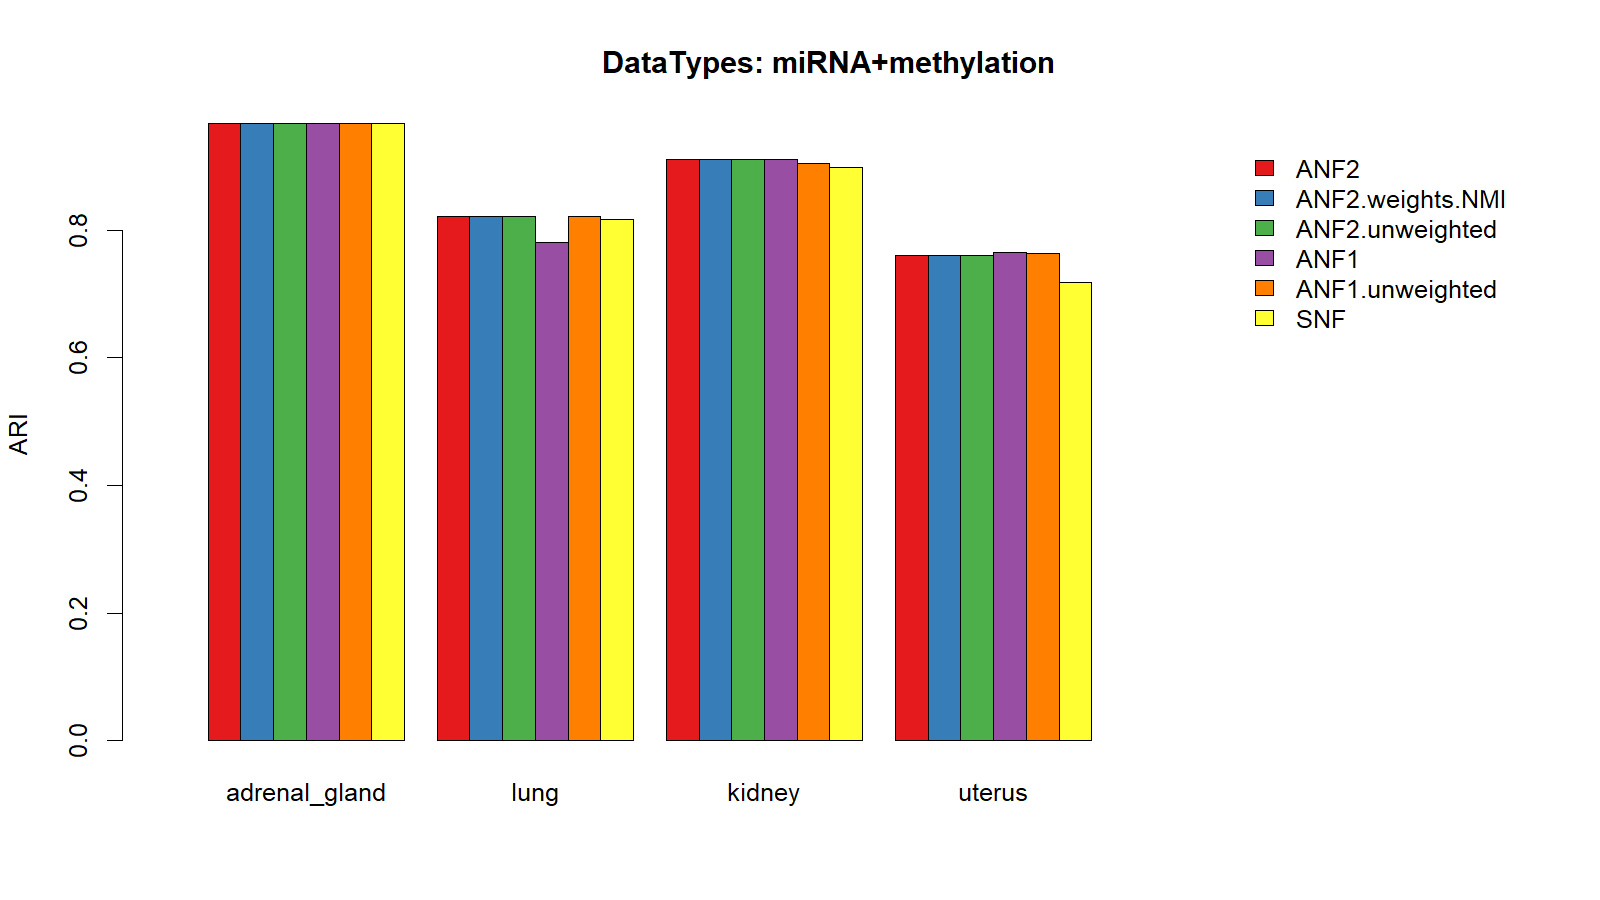 DataTypes: miRNA+methylation
ANF2
ANF2.weights.NMI
ANF2.unweighted
ANF1
ANF1.unweighted
SNF
ARI
0.8
0.6
0.4
0.2
0.0
adrenal_gland
lung
kidney
uterus